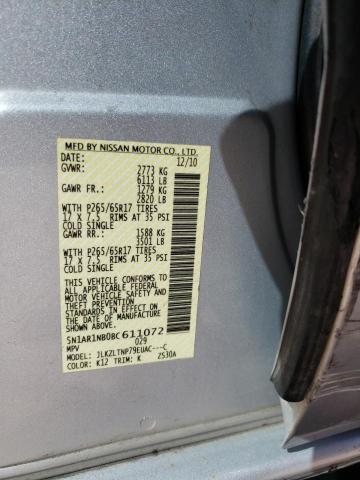 MFD BY NISSAN MOTOR CO., LTD.
DATE: 12/10
GVWR: 2773 KG
6113 LB
GAWR FR: 1279 KG
2820 LB
WITH P265/65R17 TIRES
17 X 7.5 RIMS AT 35 PSI
COLD SINGLE
GAWR RR: 1588 KG
3501 LB
WITH P265/65R17 TIRES
17 X 7.5 RIMS AT 35 PSI
COLD SINGLE
THIS VEHICLE CONFORMS TO
ALL APPLICABLE FEDERAL
MOTOR VEHICLE SAFETY AND
THEFT PREVENTION
STANDARDS IN EFFECT ON
THE DATE OF MANUFACTURE
SHOWN ABOVE.
5N1AR1NB0BC611072
MPV 029
MODEL: JLKZLTNP79EUAC---C
COLOR: K12 TRIM: K ZS30A